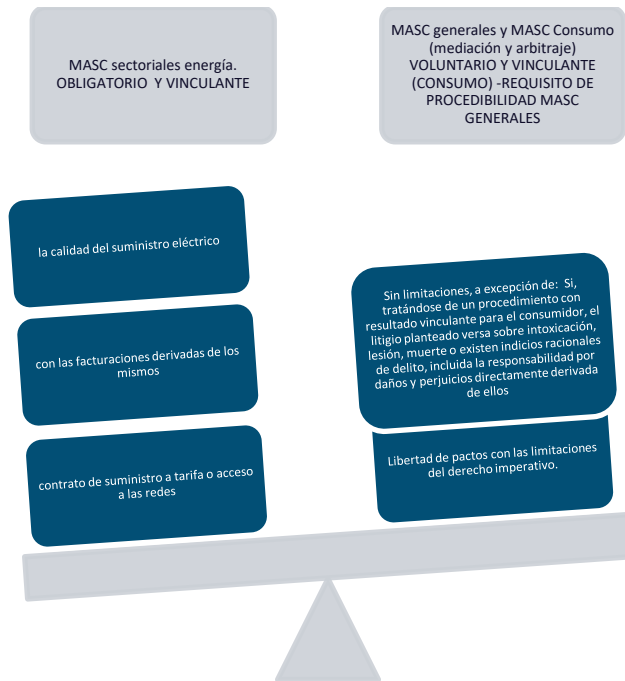 MASC sectoriales energía.
OBLIGATORIO Y VINCULANTE
MASC generales y MASC Consumo
(mediación y arbitraje)
VOLUNTARIO Y VINCULANTE
(CONSUMO) -REQUISITO DE
PROCEDIBILIDAD MASC
GENERALES
la calidad del suministro eléctrico
con las facturaciones derivadas de los
mismos
contrato de suministro a tarifa o acceso
a las redes
Sin limitaciones, a excepción de: Si,
tratándose de un procedimiento con
resultado vinculante para el consumidor, el
litigio planteado versa sobre intoxicación,
lesión, muerte o existen indicios racionales
de delito, incluida la responsabilidad por
daños y perjuicios directamente derivada
de ellos
Libertad de pactos con las limitaciones
del derecho imperativo.